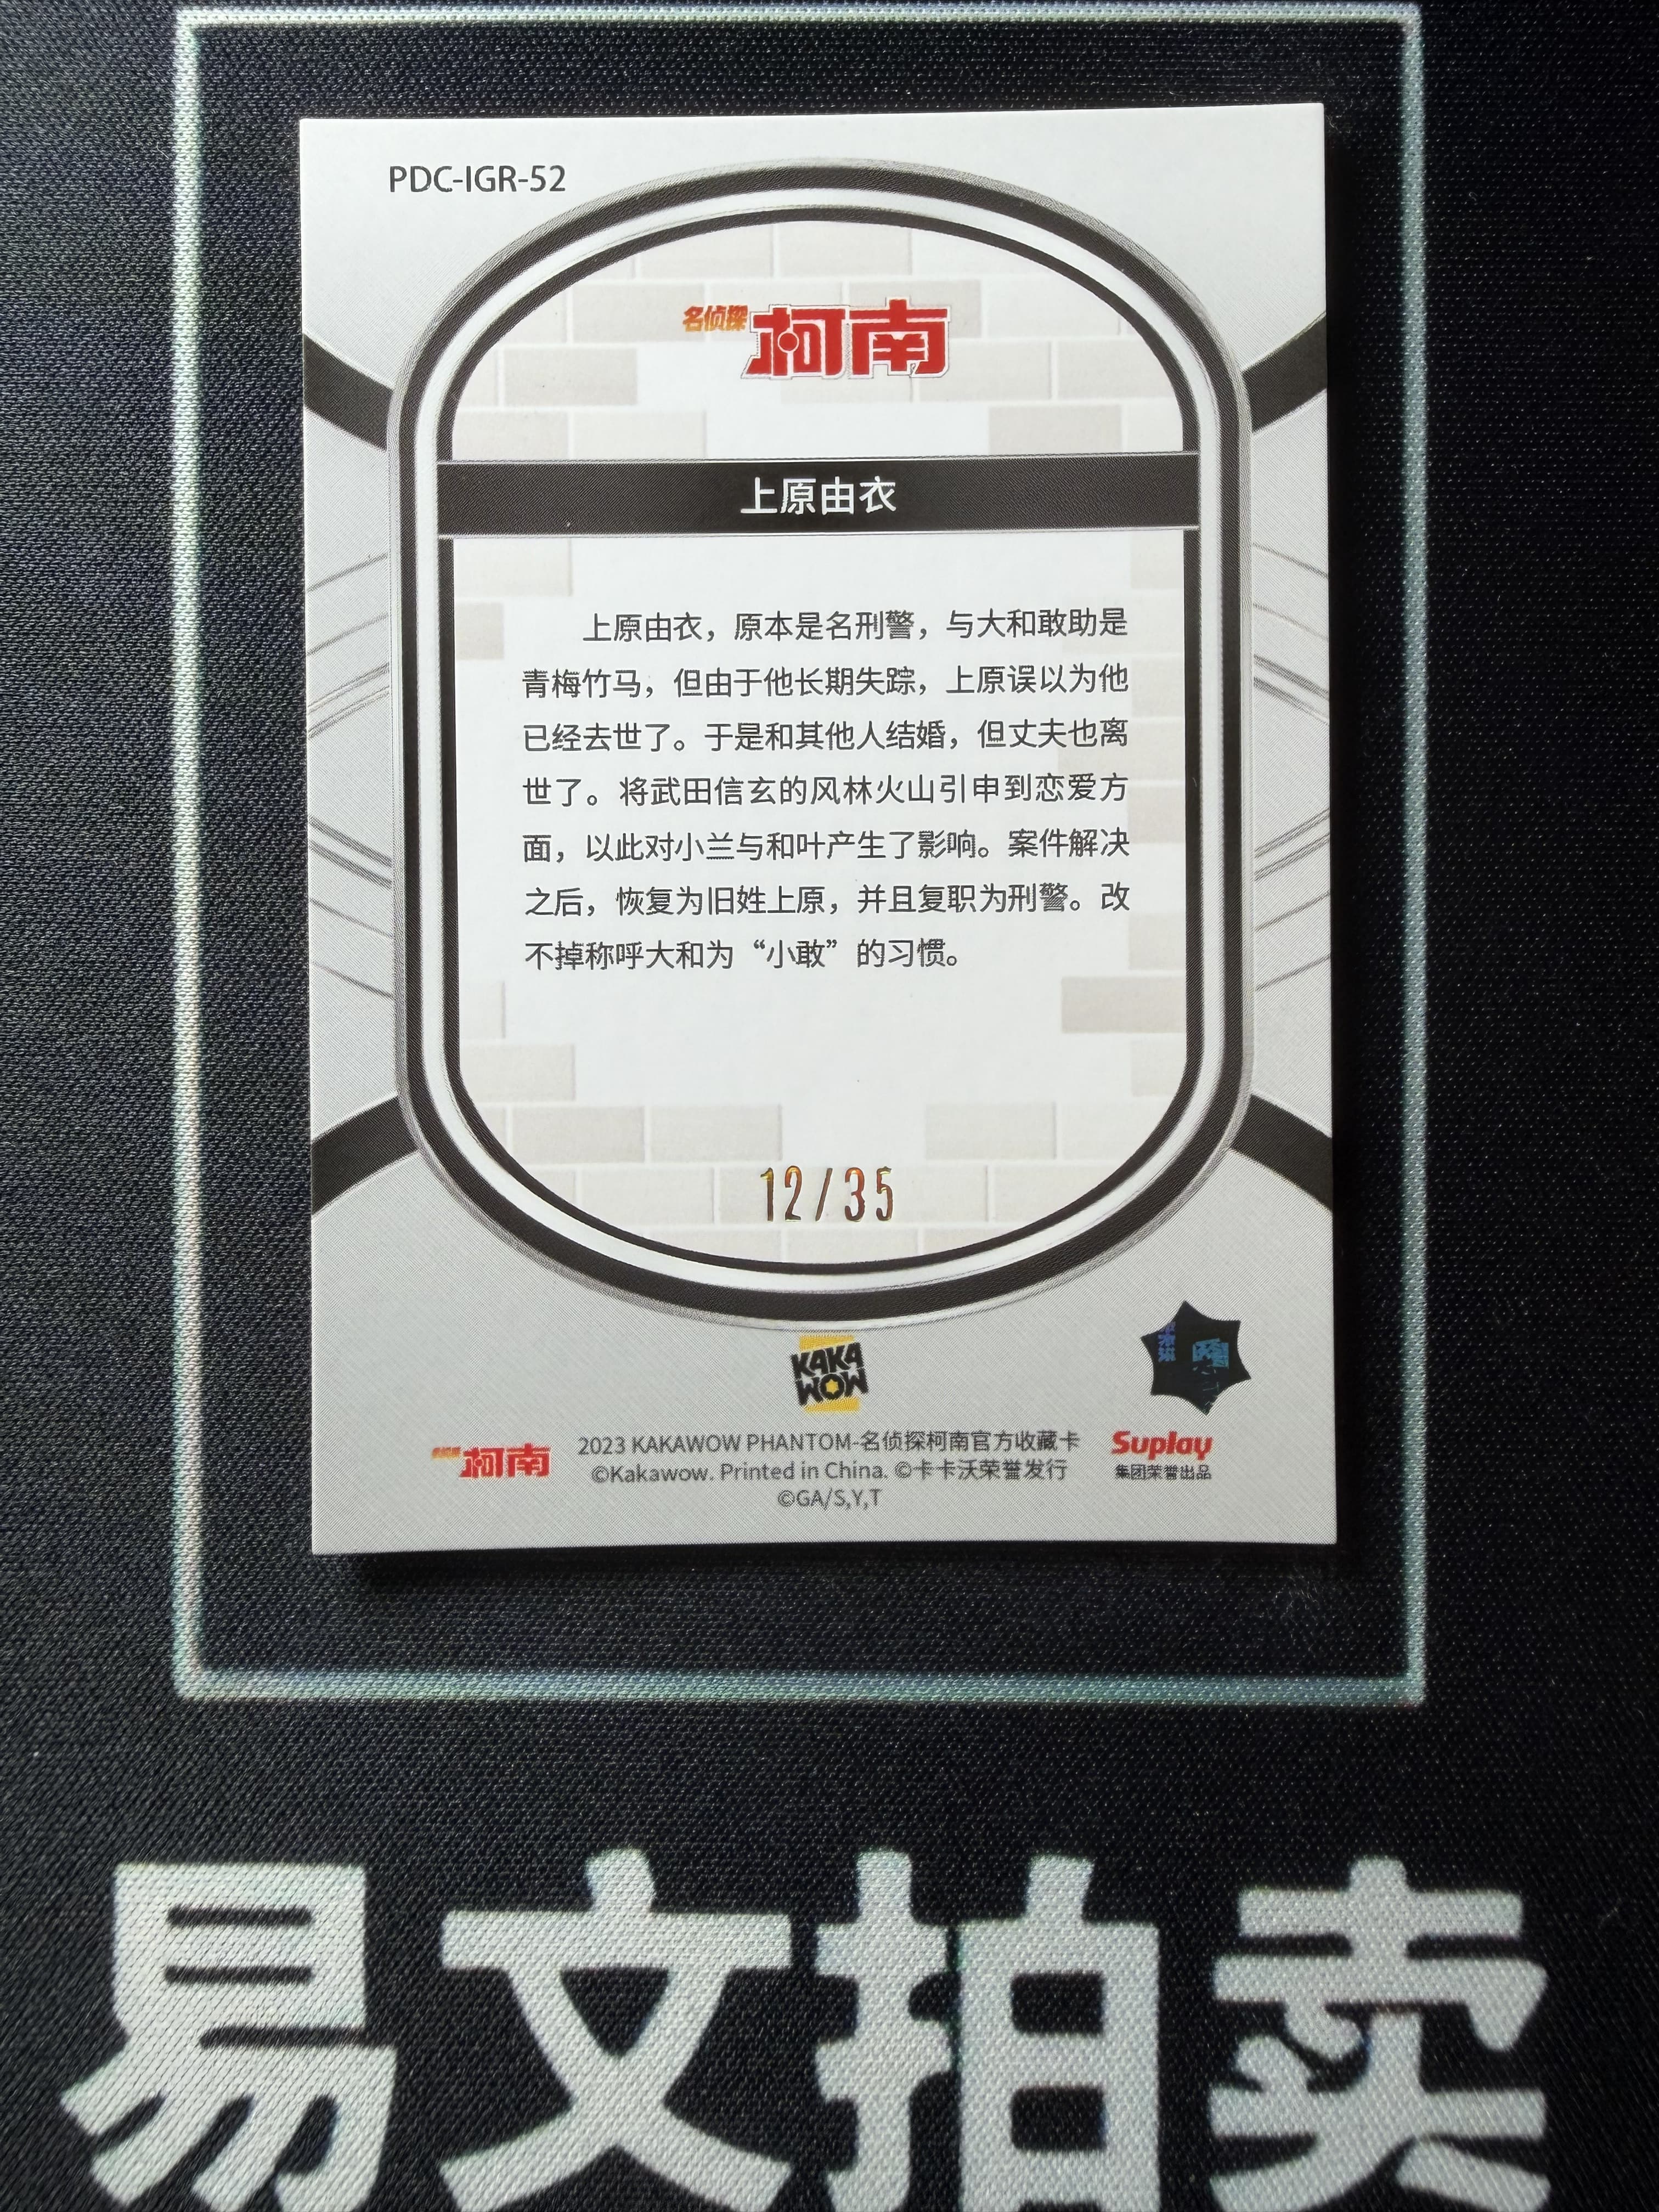 PDC-IGR-52
名侦探柯南
上原由衣
上原由衣，原本是名刑警，与大和敢助是
青梅竹马，但由于他长期失踪，上原误以为他
已经去世了。于是和其他人结婚，但丈夫也离
世了。将武田信玄的风林火山引申到恋爱方
面，以此对小兰与和叶产生了影响。案件解决
之后，恢复为旧姓上原，并且复职为刑警。改
不掉称呼大和为“小敢”的习惯。
12/35
KAKA
WOW
柯南
2023 KAKAWOW PHANTOM-名侦探柯南官方收藏卡
©Kakawow. Printed in China. ©卡卡沃荣誉发行
©GA/S,Y,T
Suplay
集团荣誉出品
易文拍卖